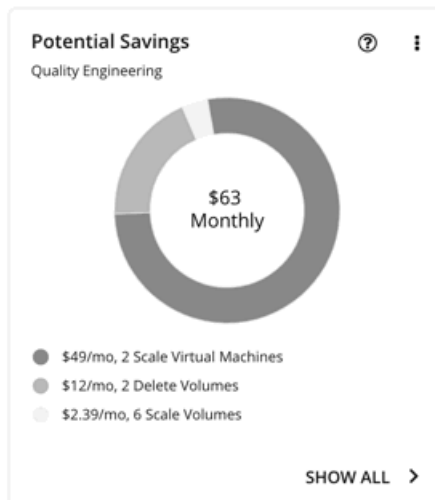 Potential Savings
Quality Engineering
$63
Monthly
$49/mo, 2 Scale Virtual Machines
$12/mo, 2 Delete Volumes
$2.39/mo, 6 Scale Volumes
SHOW ALL